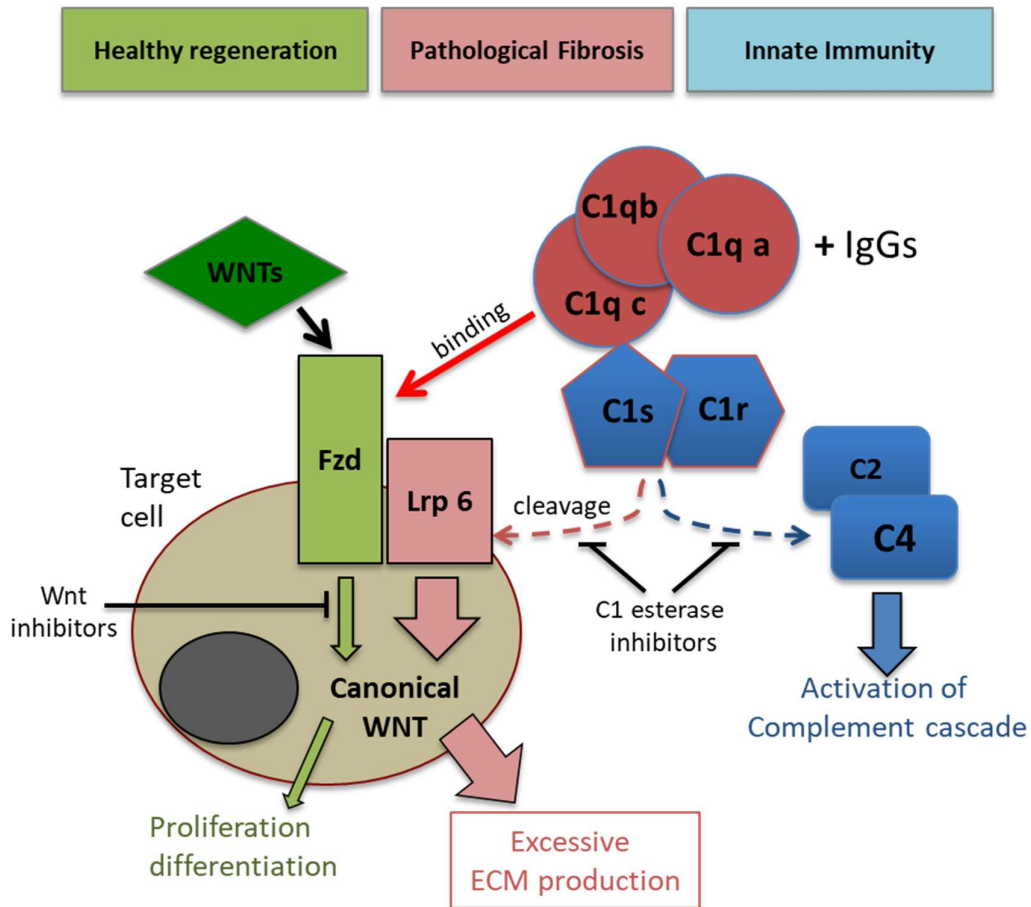 Healthy regeneration
Pathological Fibrosis
Innate Immunity
C1qb
C1q a
+ IgGs
C1q c
WNTs
binding
C1s
C1r
Fzd
Lrp 6
Target
cell
cleavage
C2
C4
Wnt
inhibitors
C1 esterase
inhibitors
Canonical
WNT
Activation of
Complement cascade
Proliferation
differentiation
Excessive
ECM production